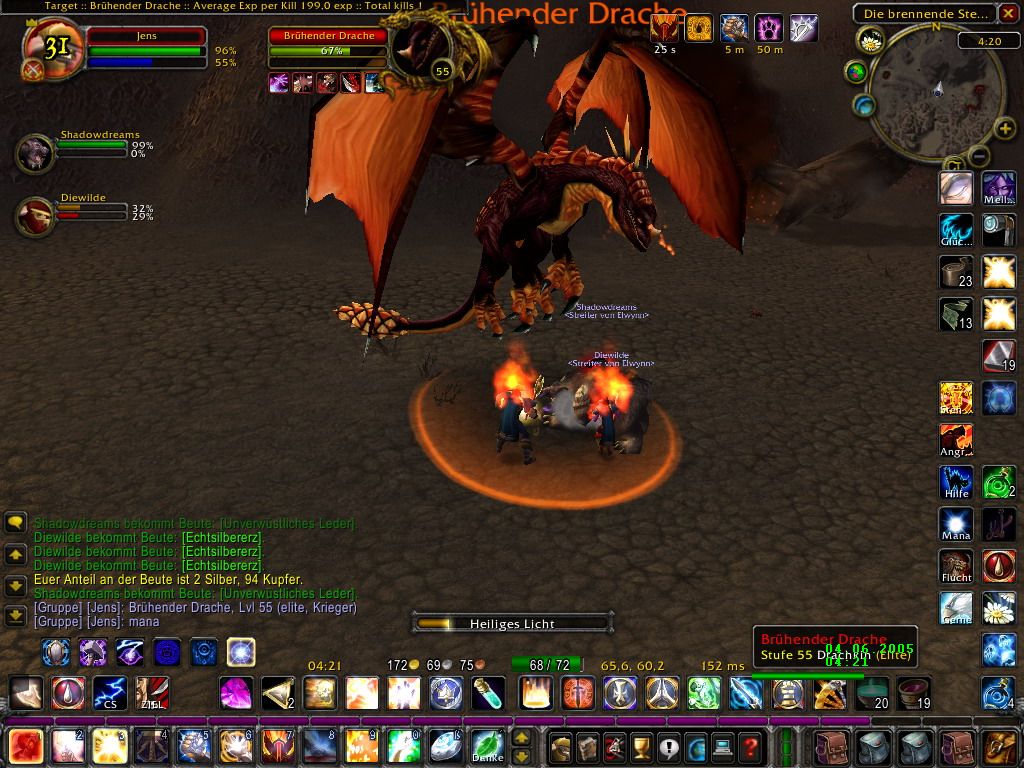 Target :: Brühender Drache :: Average Exp per Kill 199,0 exp :: Total kills !
Brühender Drache
31
Jens
96%
55%
Brühender Drache
67%
55
25 s
5 m
50 m
Die brennende Ste...
4:20
N
Shadowdreams
99%
0%
Diewilde
32%
29%
Mell...
23
13
19
Angr...
Hilfe
2
Mana
Flucht
Shadowdreams
<Streiter von Elwynn>
Diewilde
<Streiter von Elwynn>
Shadowdreams bekommt Beute: [Unverwüstliches Leder].
Diewilde bekommt Beute: [Echtsilbererz].
Diewilde bekommt Beute: [Echtsilbererz].
Diewilde bekommt Beute: [Echtsilbererz].
Euer Anteil an der Beute ist 2 Silber, 94 Kupfer.
Shadowdreams bekommt Beute: [Unverwüstliches Leder].
[Gruppe] [Jens]: Brühender Drache, Lvl 55 (elite, Krieger)
[Gruppe] [Jens]: mana
Heiliges Licht
Brühender Drache
Stufe 55 Drachkin (Elite)
04.06.2005
04:21
04:21
172
69
75
68 / 72
65,6, 60,2
152 ms
CS
ZIEL
2
20
19
4
Danke